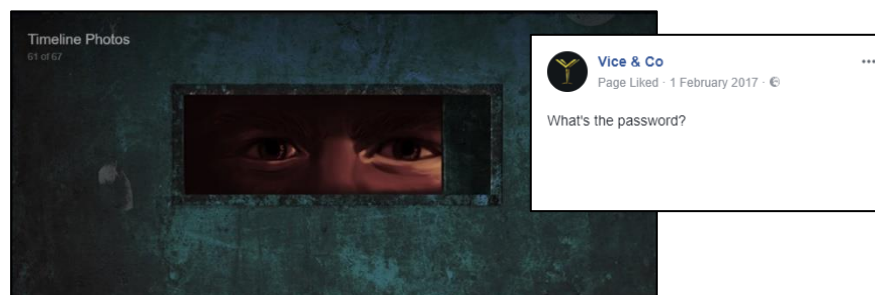 Timeline Photos
61 of 67
Vice & Co
Page Liked · 1 February 2017 ·
What's the password?